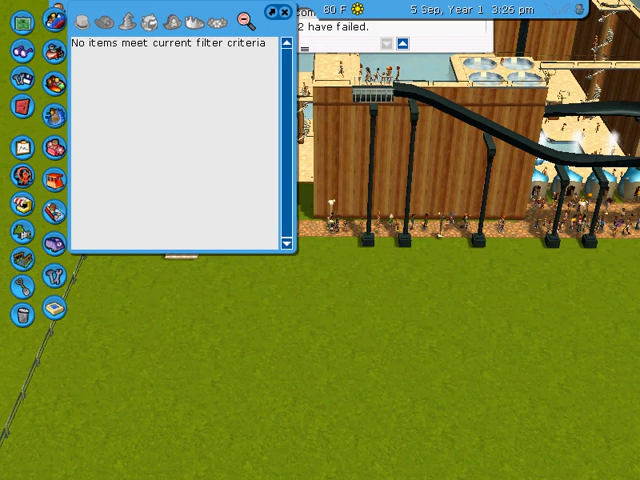 80 F
5 Sep, Year 1 3:26 pm
2 have failed.
No items meet current filter criteria